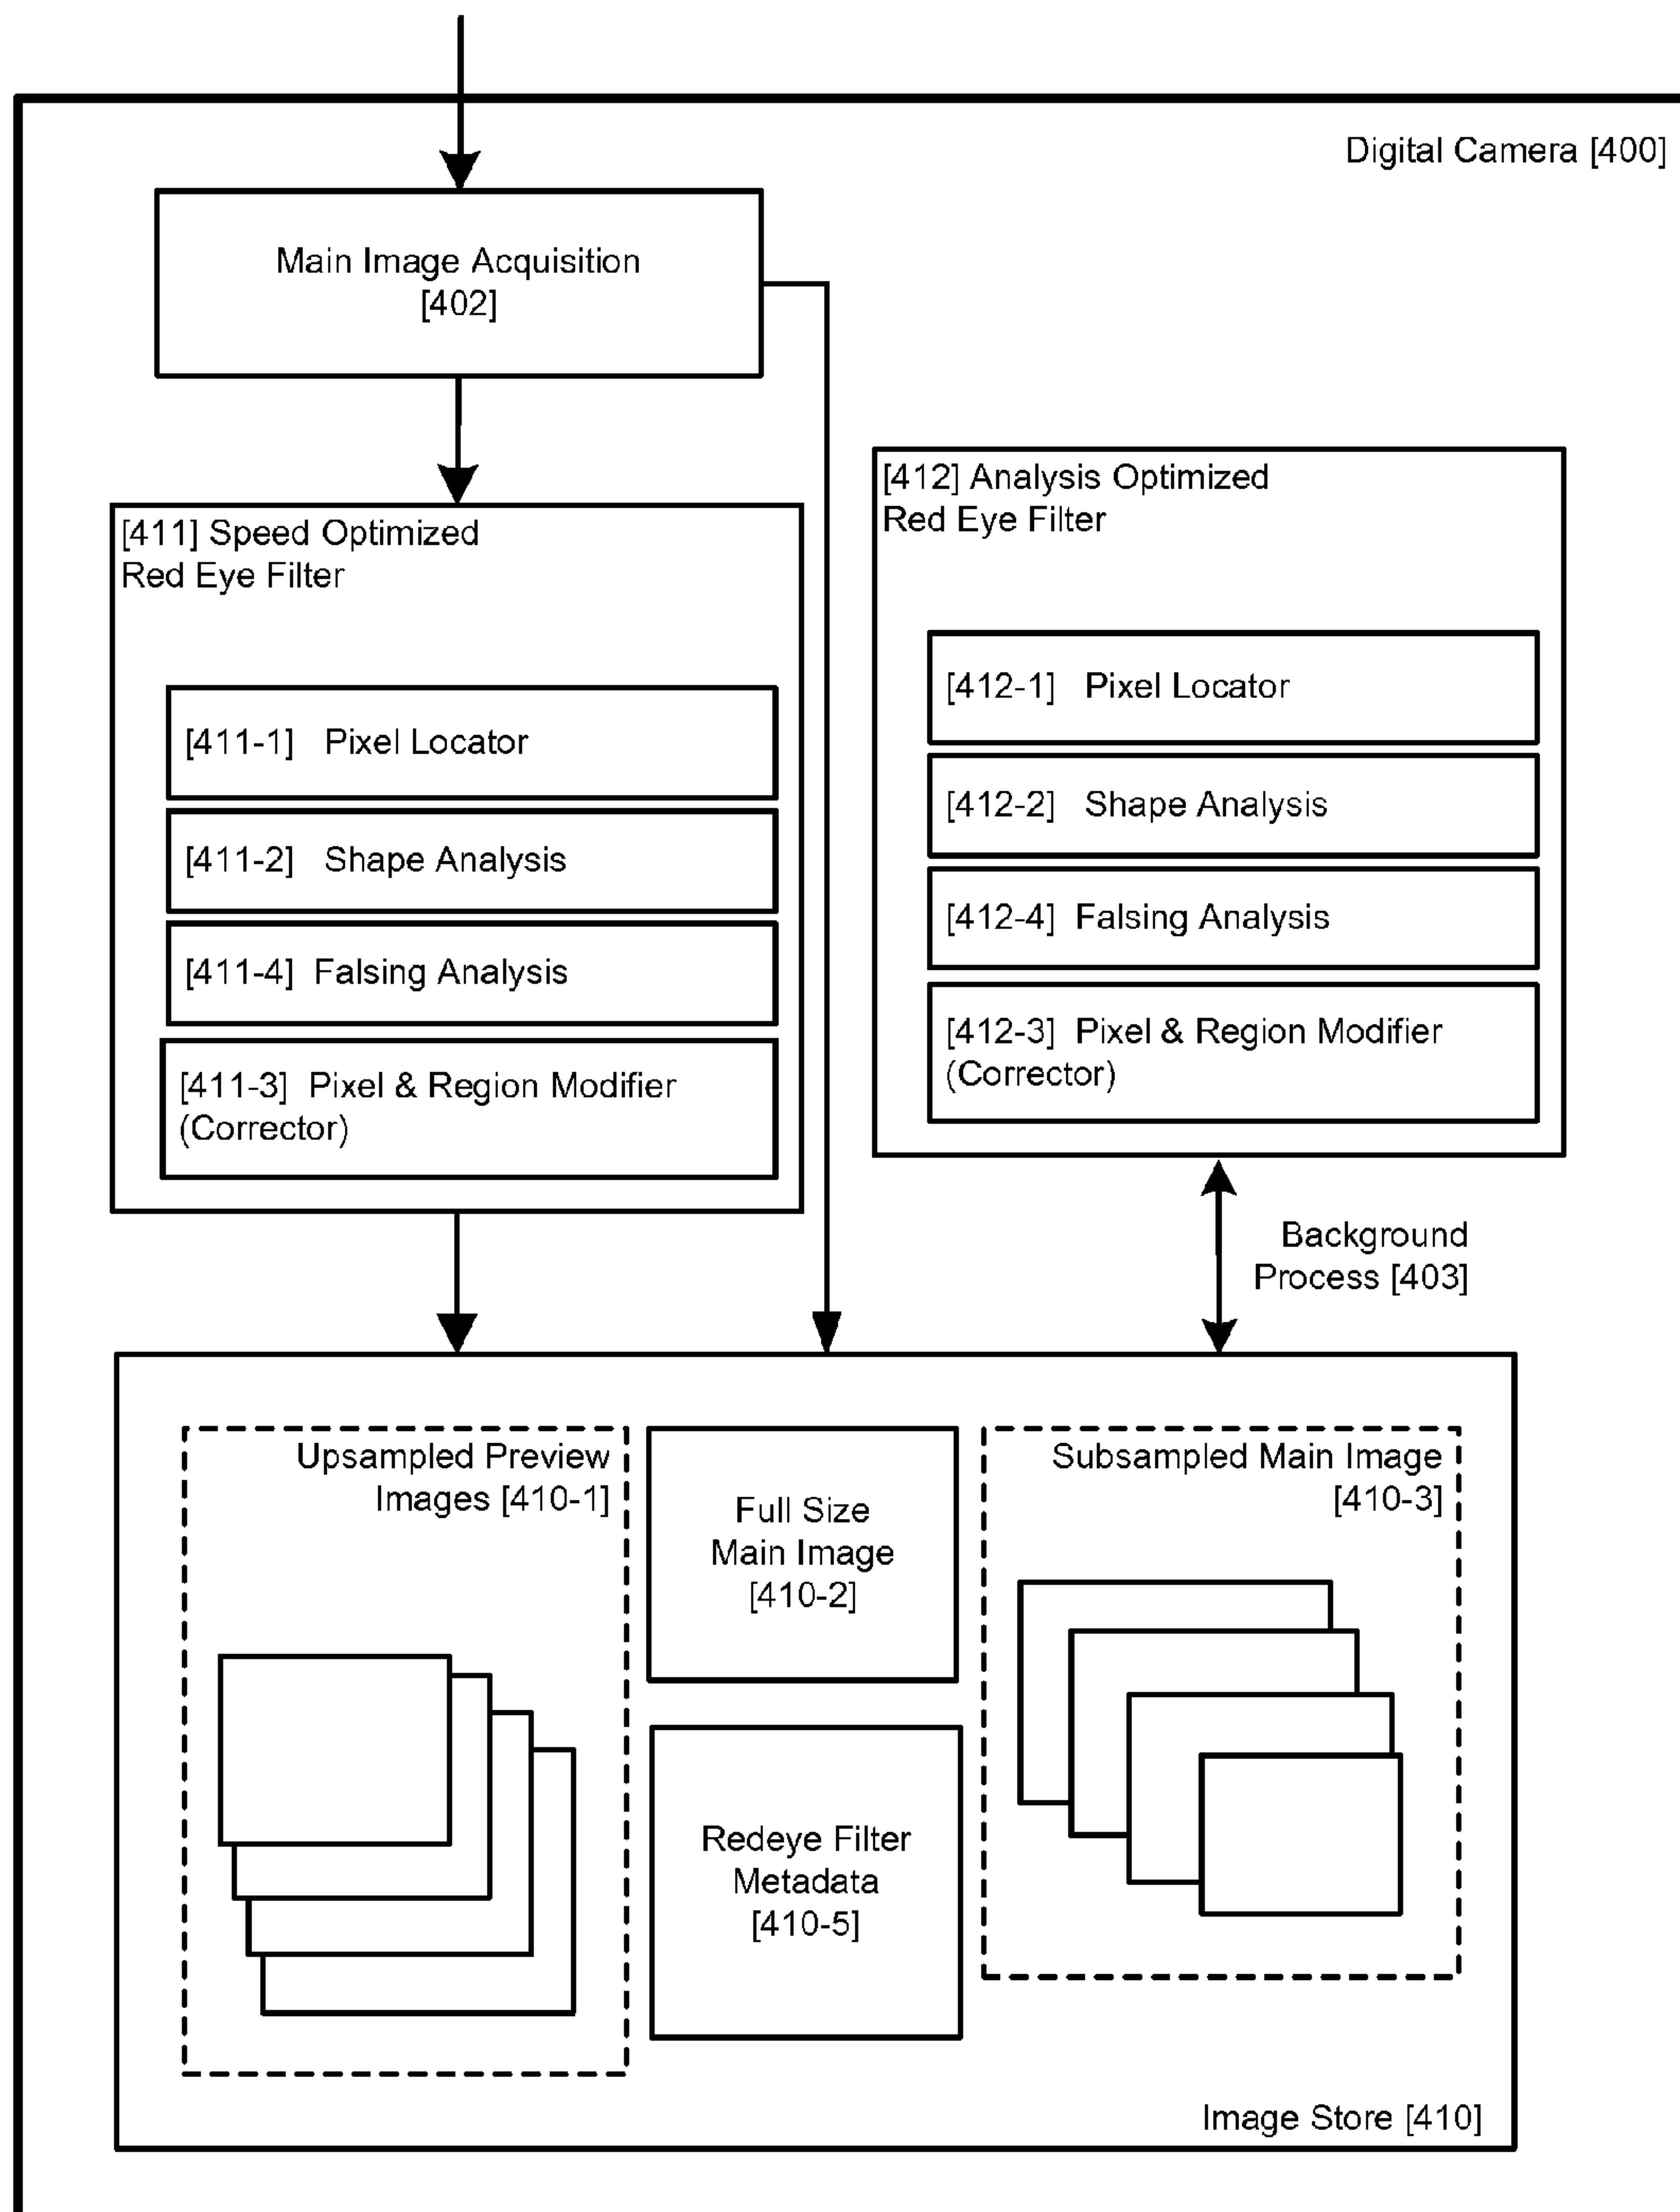 Digital Camera [400]
Main Image Acquisition
[402]
[411] Speed Optimized
Red Eye Filter
[411-1] Pixel Locator
[411-2] Shape Analysis
[411-4] Falsing Analysis
[411-3] Pixel & Region Modifier
(Corrector)
[412] Analysis Optimized
Red Eye Filter
[412-1] Pixel Locator
[412-2] Shape Analysis
[412-4] Falsing Analysis
[412-3] Pixel & Region Modifier
(Corrector)
Background
Process [403]
Upsampled Preview
Images [410-1]
Full Size
Main Image
[410-2]
Subsampled Main Image
[410-3]
Redeye Filter
Metadata
[410-5]
Image Store [410]